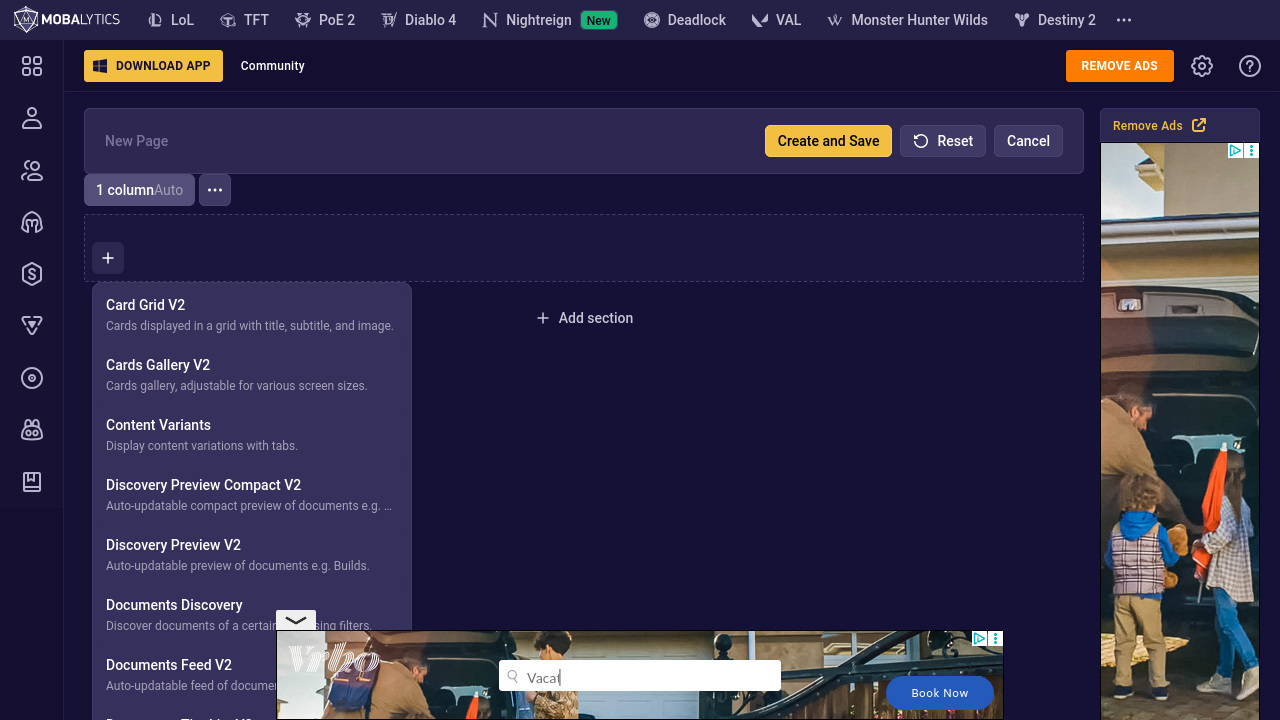 MOBALYTICS
LoL
TFT
PoE 2
Diablo 4
Nightreign New
Deadlock
VAL
Monster Hunter Wilds
Destiny 2
DOWNLOAD APP
Community
REMOVE ADS
New Page
Create and Save
Reset
Cancel
Remove Ads
1 columnAuto
Add section
Card Grid V2
Cards displayed in a grid with title, subtitle, and image.
Cards Gallery V2
Cards gallery, adjustable for various screen sizes.
Content Variants
Display content variations with tabs.
Discovery Preview Compact V2
Auto-updatable compact preview of documents e.g. ...
Discovery Preview V2
Auto-updatable preview of documents e.g. Builds.
Documents Discovery
Discover documents of a certain using filters.
Documents Feed V2
Auto-updatable feed of documen
Vrbo
Vacat
Book Now